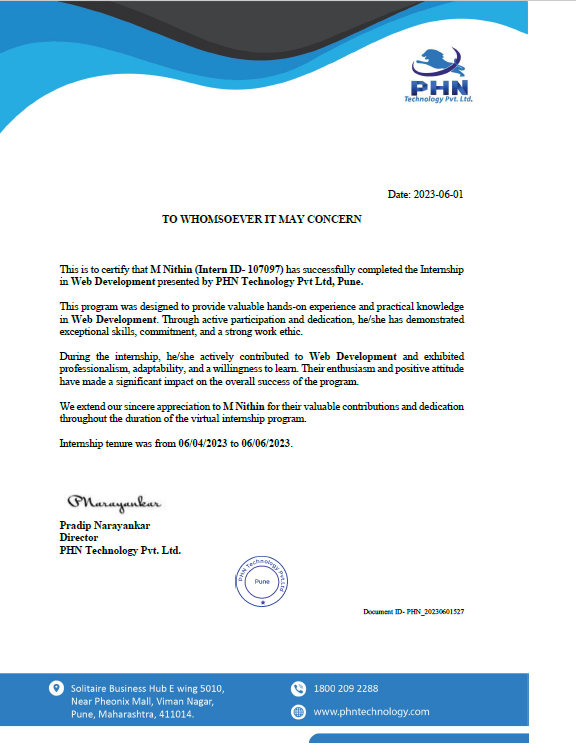 PHN
Technology Pvt. Ltd.
Date: 2023-06-01
TO WHOMSOEVER IT MAY CONCERN
This is to certify that M Nithin (Intern ID- 107097) has successfully completed the Internship
in Web Development presented by PHN Technology Pvt Ltd, Pune.
This program was designed to provide valuable hands-on experience and practical knowledge
in Web Development. Through active participation and dedication, he/she has demonstrated
exceptional skills, commitment, and a strong work ethic.
During the internship, he/she actively contributed to Web Development and exhibited
professionalism, adaptability, and a willingness to learn. Their enthusiasm and positive attitude
have made a significant impact on the overall success of the program.
We extend our sincere appreciation to M Nithin for their valuable contributions and dedication
throughout the duration of the virtual internship program.
Internship tenure was from 06/04/2023 to 06/06/2023.
PNarayankar
Pradip Narayankar
Director
PHN Technology Pvt. Ltd.
PHN Technology Pvt.Ltd
Pune
Document ID- PHN_20230601527
Solitaire Business Hub E wing 5010,
Near Pheonix Mall, Viman Nagar,
Pune, Maharashtra, 411014.
1800 209 2288
www.phntechnology.com